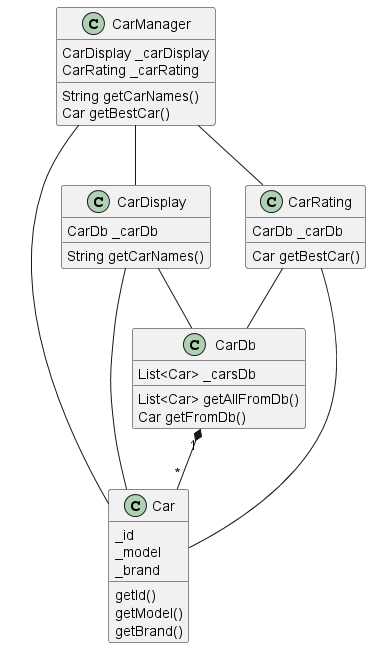 C CarManager
CarDisplay _carDisplay
CarRating _carRating
String getCarNames()
Car getBestCar()
C CarDisplay
CarDb _carDb
String getCarNames()
C CarRating
CarDb _carDb
Car getBestCar()
C CarDb
List<Car> _carsDb
List<Car> getAllFromDb()
Car getFromDb()
1
*
C Car
_id
_model
_brand
getId()
getModel()
getBrand()